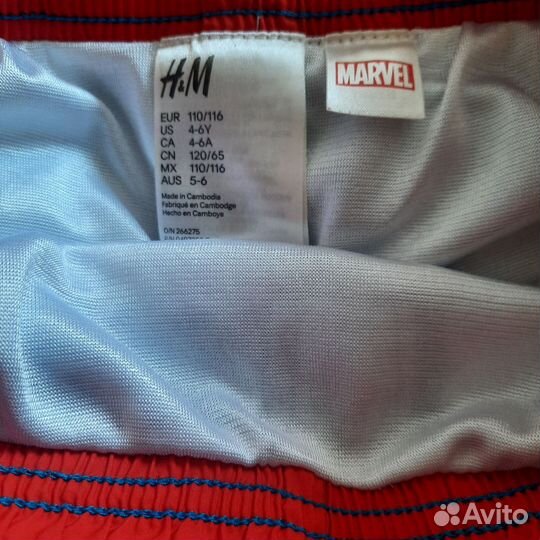 H&M
EUR 110/116
US 4-6Y
CA 4-6A
CN 120/65
MX 110/116
AUS 5-6
Made in Cambodia
Fabriqué en Cambodge
Hecho en Camboya
O/N 266275
MARVEL
Avito